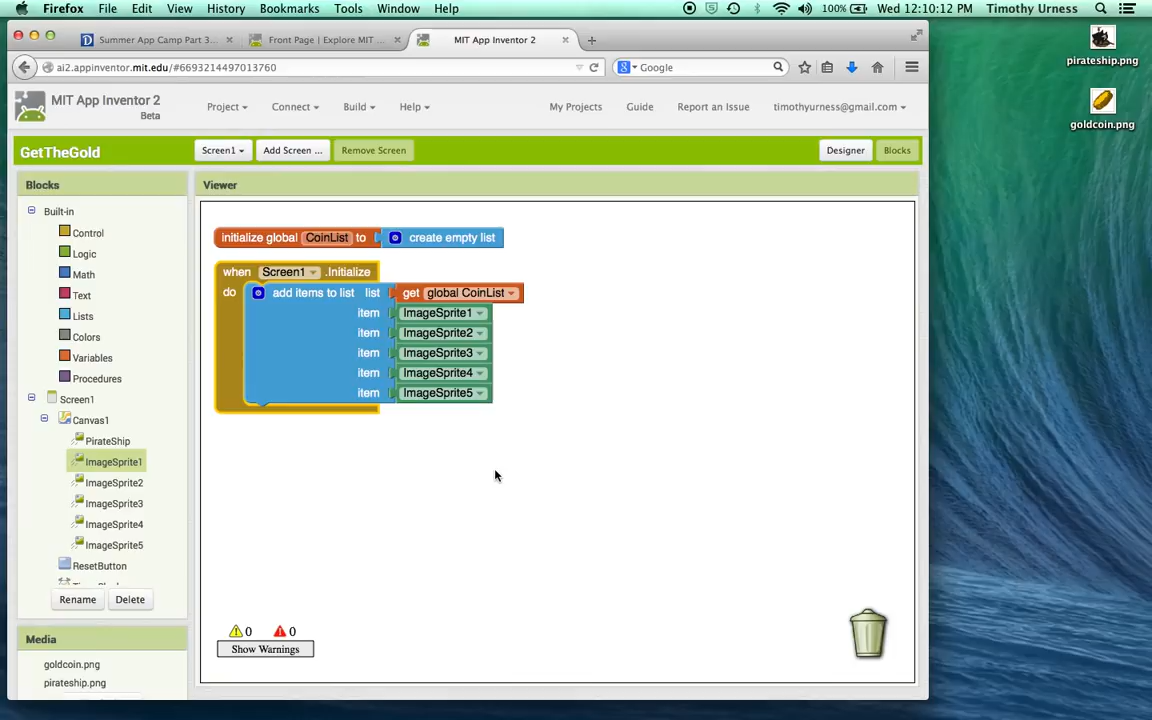 Firefox File Edit View History Bookmarks Tools Window Help 5 100% Wed 12:10:12 PM Timothy Urness
Summer App Camp Part 3... Front Page | Explore MIT ... MIT App Inventor 2
ai2.appinventor.mit.edu/#6693214497013760 Google
pirateship.png
goldcoin.png
MIT App Inventor 2
Beta
Project Connect Build Help My Projects Guide Report an Issue timothyurness@gmail.com
GetTheGold Screen1 Add Screen ... Remove Screen Designer Blocks
Blocks
Built-in
Control
Logic
Math
Text
Lists
Colors
Variables
Procedures
Screen1
Canvas1
PirateShip
ImageSprite1
ImageSprite2
ImageSprite3
ImageSprite4
ImageSprite5
ResetButton
Rename Delete
Media
goldcoin.png
pirateship.png
Viewer
initialize global CoinList to create empty list
when Screen1 .Initialize
do add items to list list get global CoinList
item ImageSprite1
item ImageSprite2
item ImageSprite3
item ImageSprite4
item ImageSprite5
0 0
Show Warnings